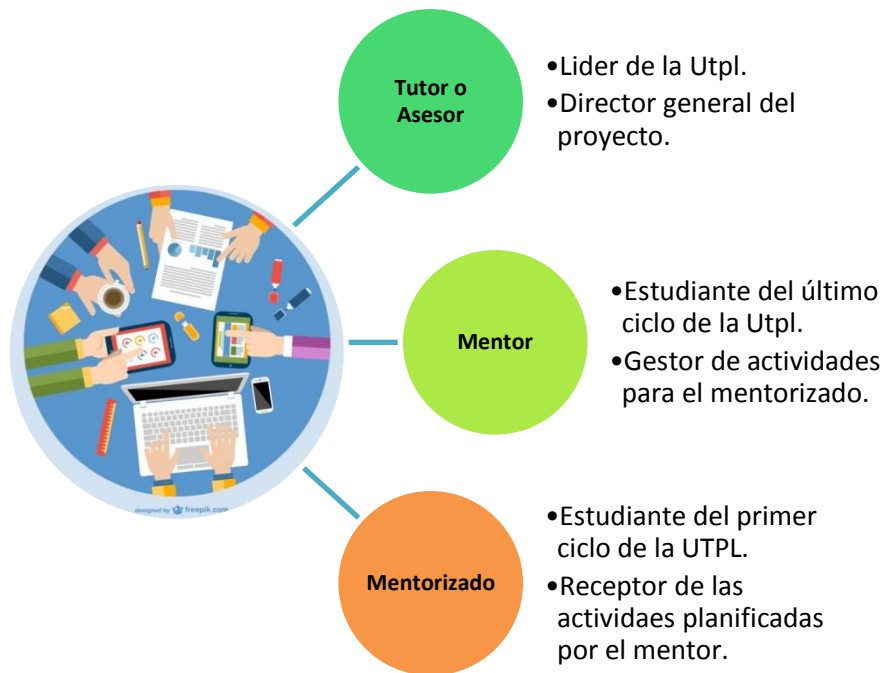 Tutor o
Asesor
•Lider de la Utpl.
•Director general del
proyecto.
Mentor
•Estudiante del último
ciclo de la Utpl.
•Gestor de actividades
para el mentorizado.
Mentorizado
•Estudiante del primer
ciclo de la UTPL.
•Receptor de las
actividaes planificadas
por el mentor.
designed by freepik.com